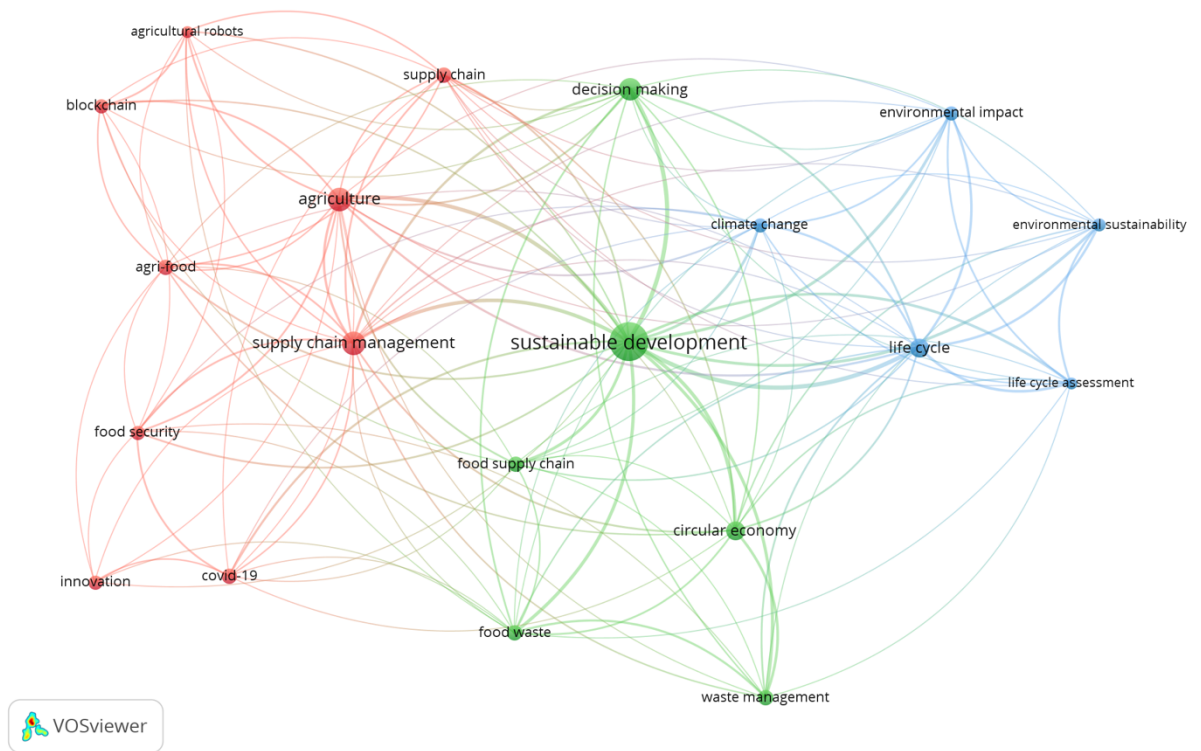 agricultural robots
supply chain
decision making
blockchain
environmental impact
agriculture
climate change
environmental sustainability
agri-food
supply chain management
sustainable development
life cycle
life cycle assessment
food security
food supply chain
circular economy
innovation
covid-19
food waste
waste management
VOSviewer